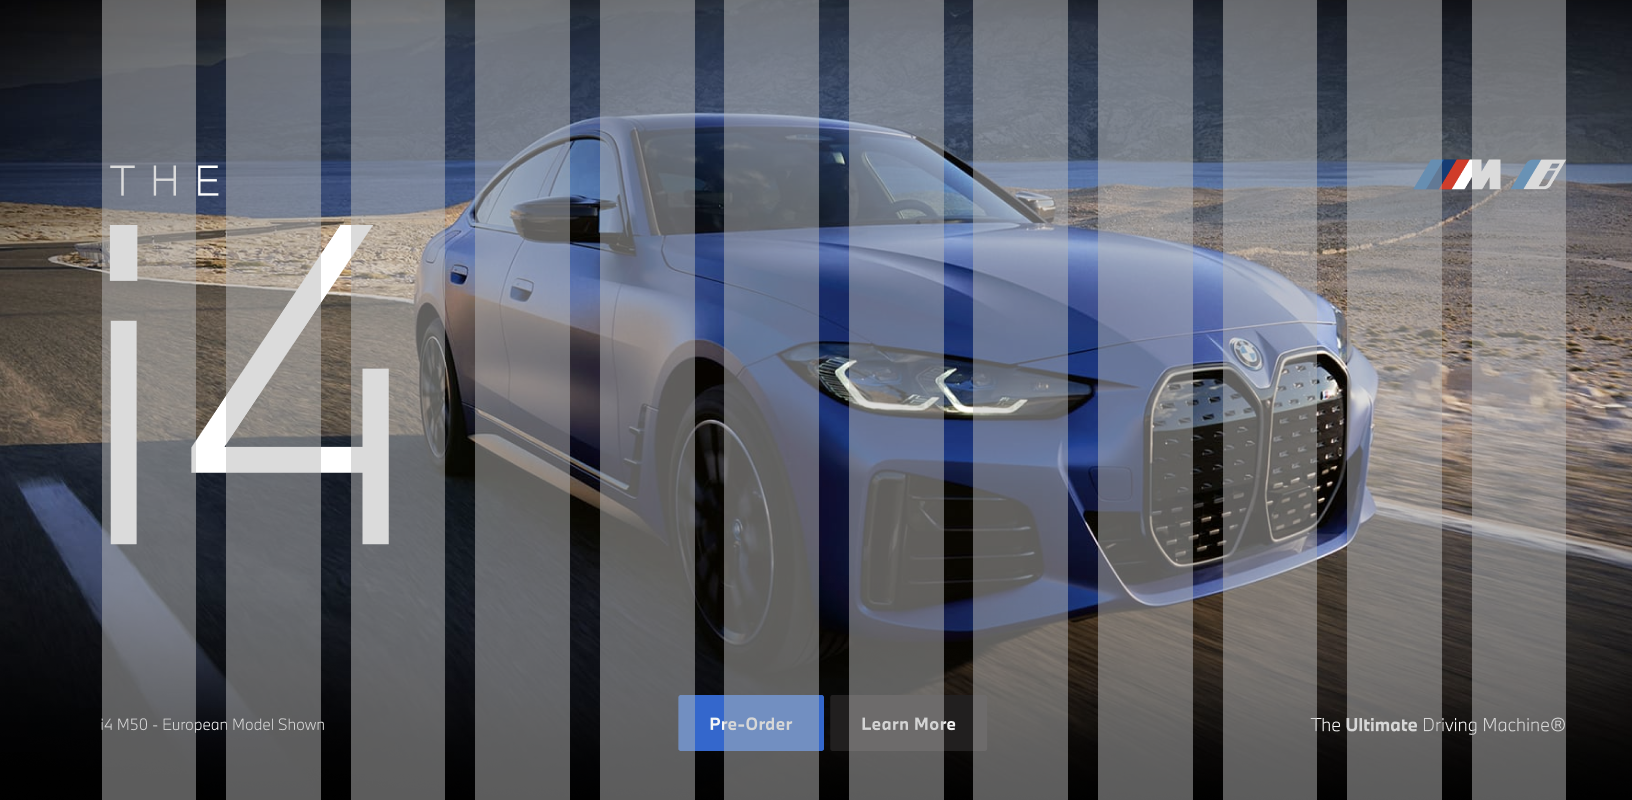 THE
i4
M i
i4 M50 - European Model Shown
Pre-Order
Learn More
The Ultimate Driving Machine®